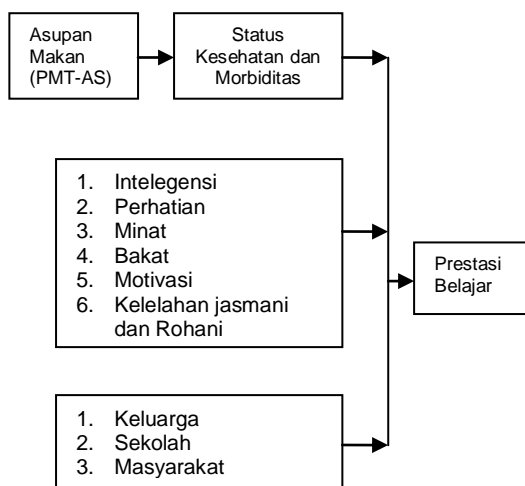 Asupan
Makan
(PMT-AS)
Status
Kesehatan dan
Morbiditas
1. Intelegensi
2. Perhatian
3. Minat
4. Bakat
5. Motivasi
6. Kelelahan jasmani
dan Rohani
Prestasi
Belajar
1. Keluarga
2. Sekolah
3. Masyarakat